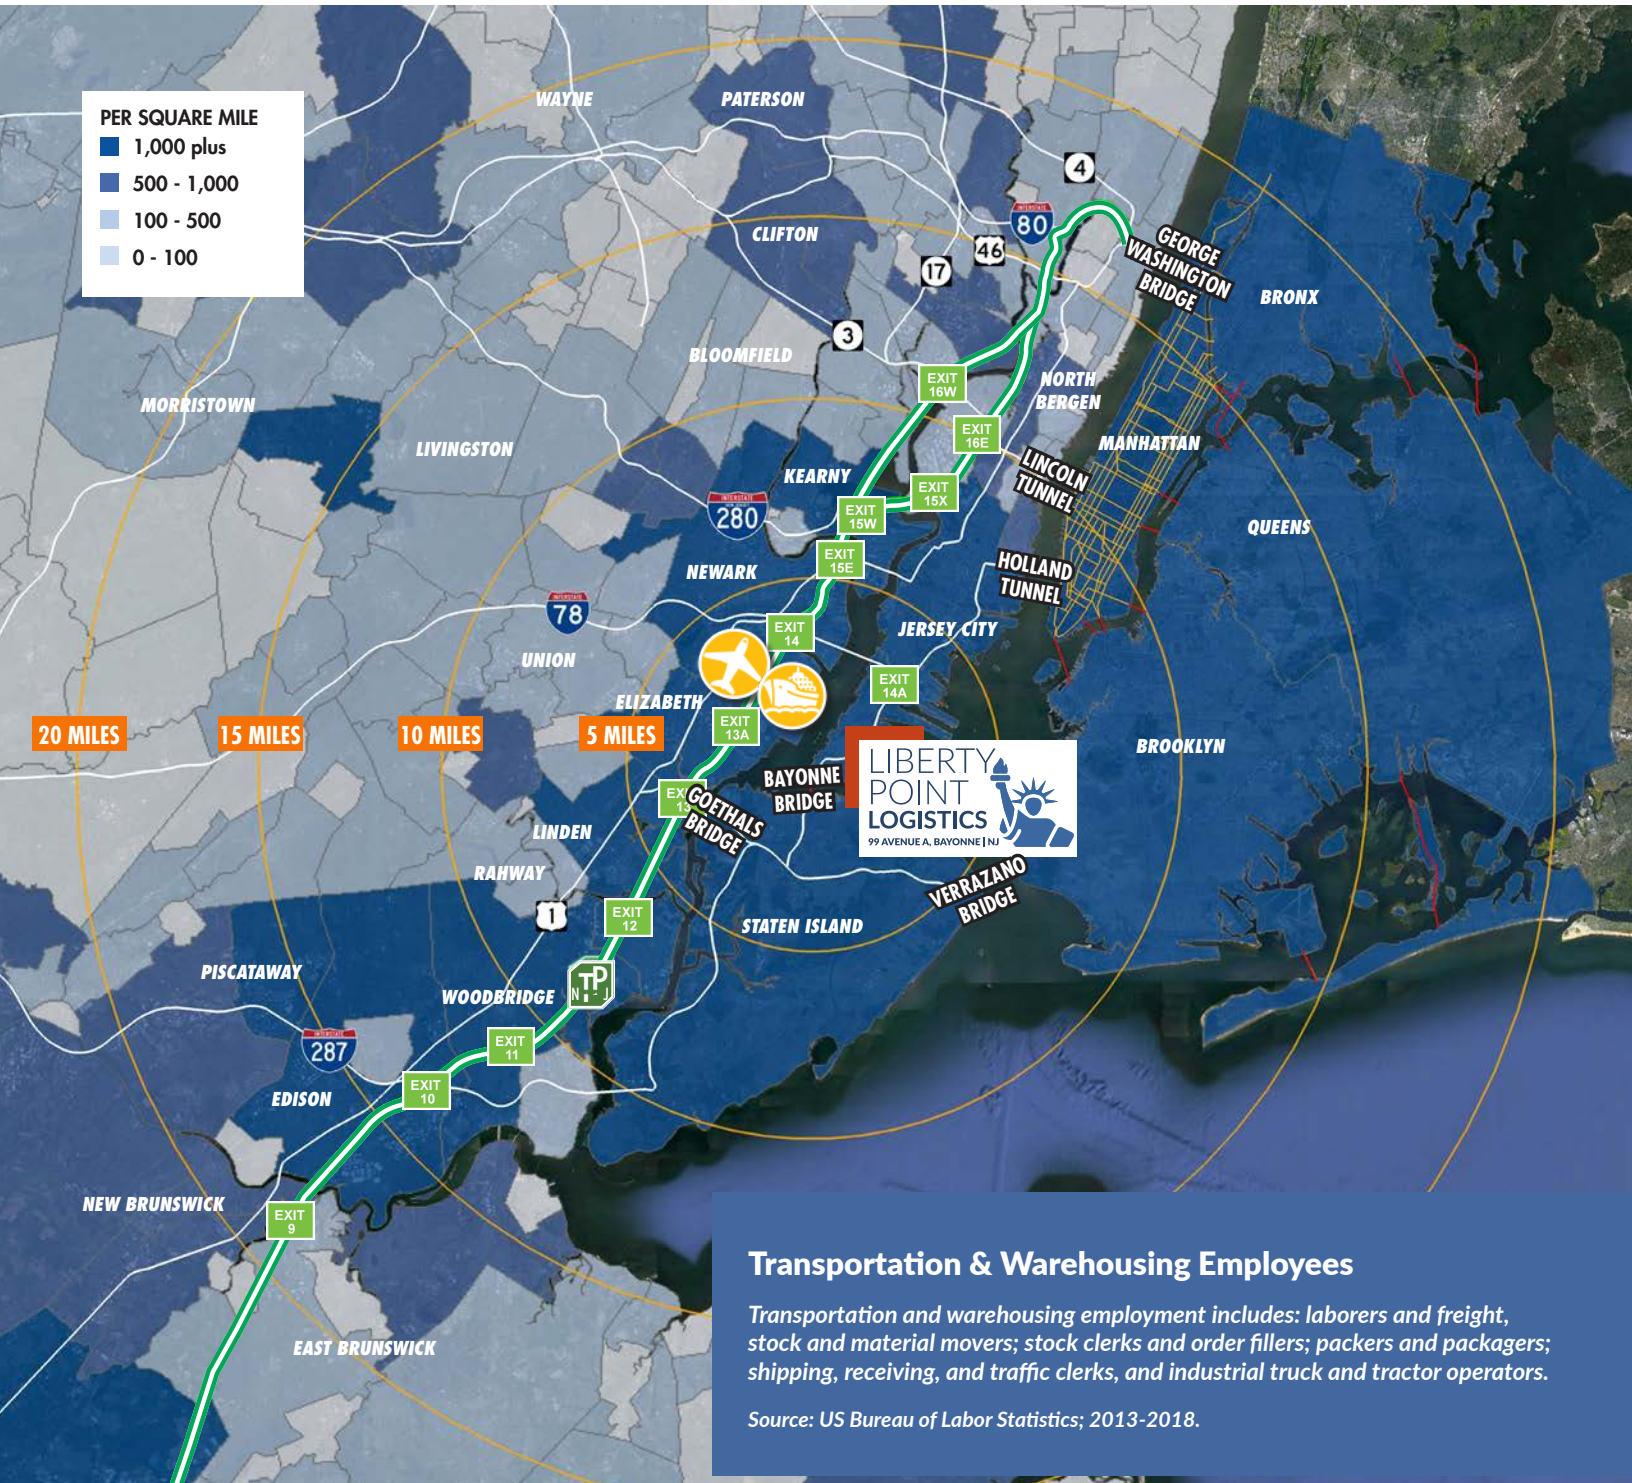 PER SQUARE MILE
1,000 plus
500 - 1,000
100 - 500
0 - 100
WAYNE
PATERSON
4
INTERSTATE
80
CLIFTON
46
17
GEORGE
WASHINGTON
BRIDGE
BRONX
3
BLOOMFIELD
EXIT
16W
NORTH
BERGEN
MORRISTOWN
LIVINGSTON
EXIT
16E
MANHATTAN
KEARNY
LINCOLN
TUNNEL
EXIT
15X
INTERSTATE
280
EXIT
15W
QUEENS
EXIT
15E
NEWARK
HOLLAND
TUNNEL
INTERSTATE
78
EXIT
14
JERSEY CITY
UNION
ELIZABETH
EXIT
14A
20 MILES
15 MILES
10 MILES
5 MILES
EXIT
13A
BROOKLYN
LIBERTY
POINT
LOGISTICS
99 AVENUE A, BAYONNE | NJ
BAYONNE
BRIDGE
EXIT
13
GOETHALS
BRIDGE
LINDEN
RAHWAY
VERRAZANO
BRIDGE
1
EXIT
12
STATEN ISLAND
PISCATAWAY
WOODBRIDGE
TP
N J
INTERSTATE
287
EXIT
11
EXIT
10
EDISON
NEW BRUNSWICK
EXIT
9
EAST BRUNSWICK
Transportation & Warehousing Employees
Transportation and warehousing employment includes: laborers and freight,
stock and material movers; stock clerks and order fillers; packers and packagers;
shipping, receiving, and traffic clerks, and industrial truck and tractor operators.
Source: US Bureau of Labor Statistics; 2013-2018.